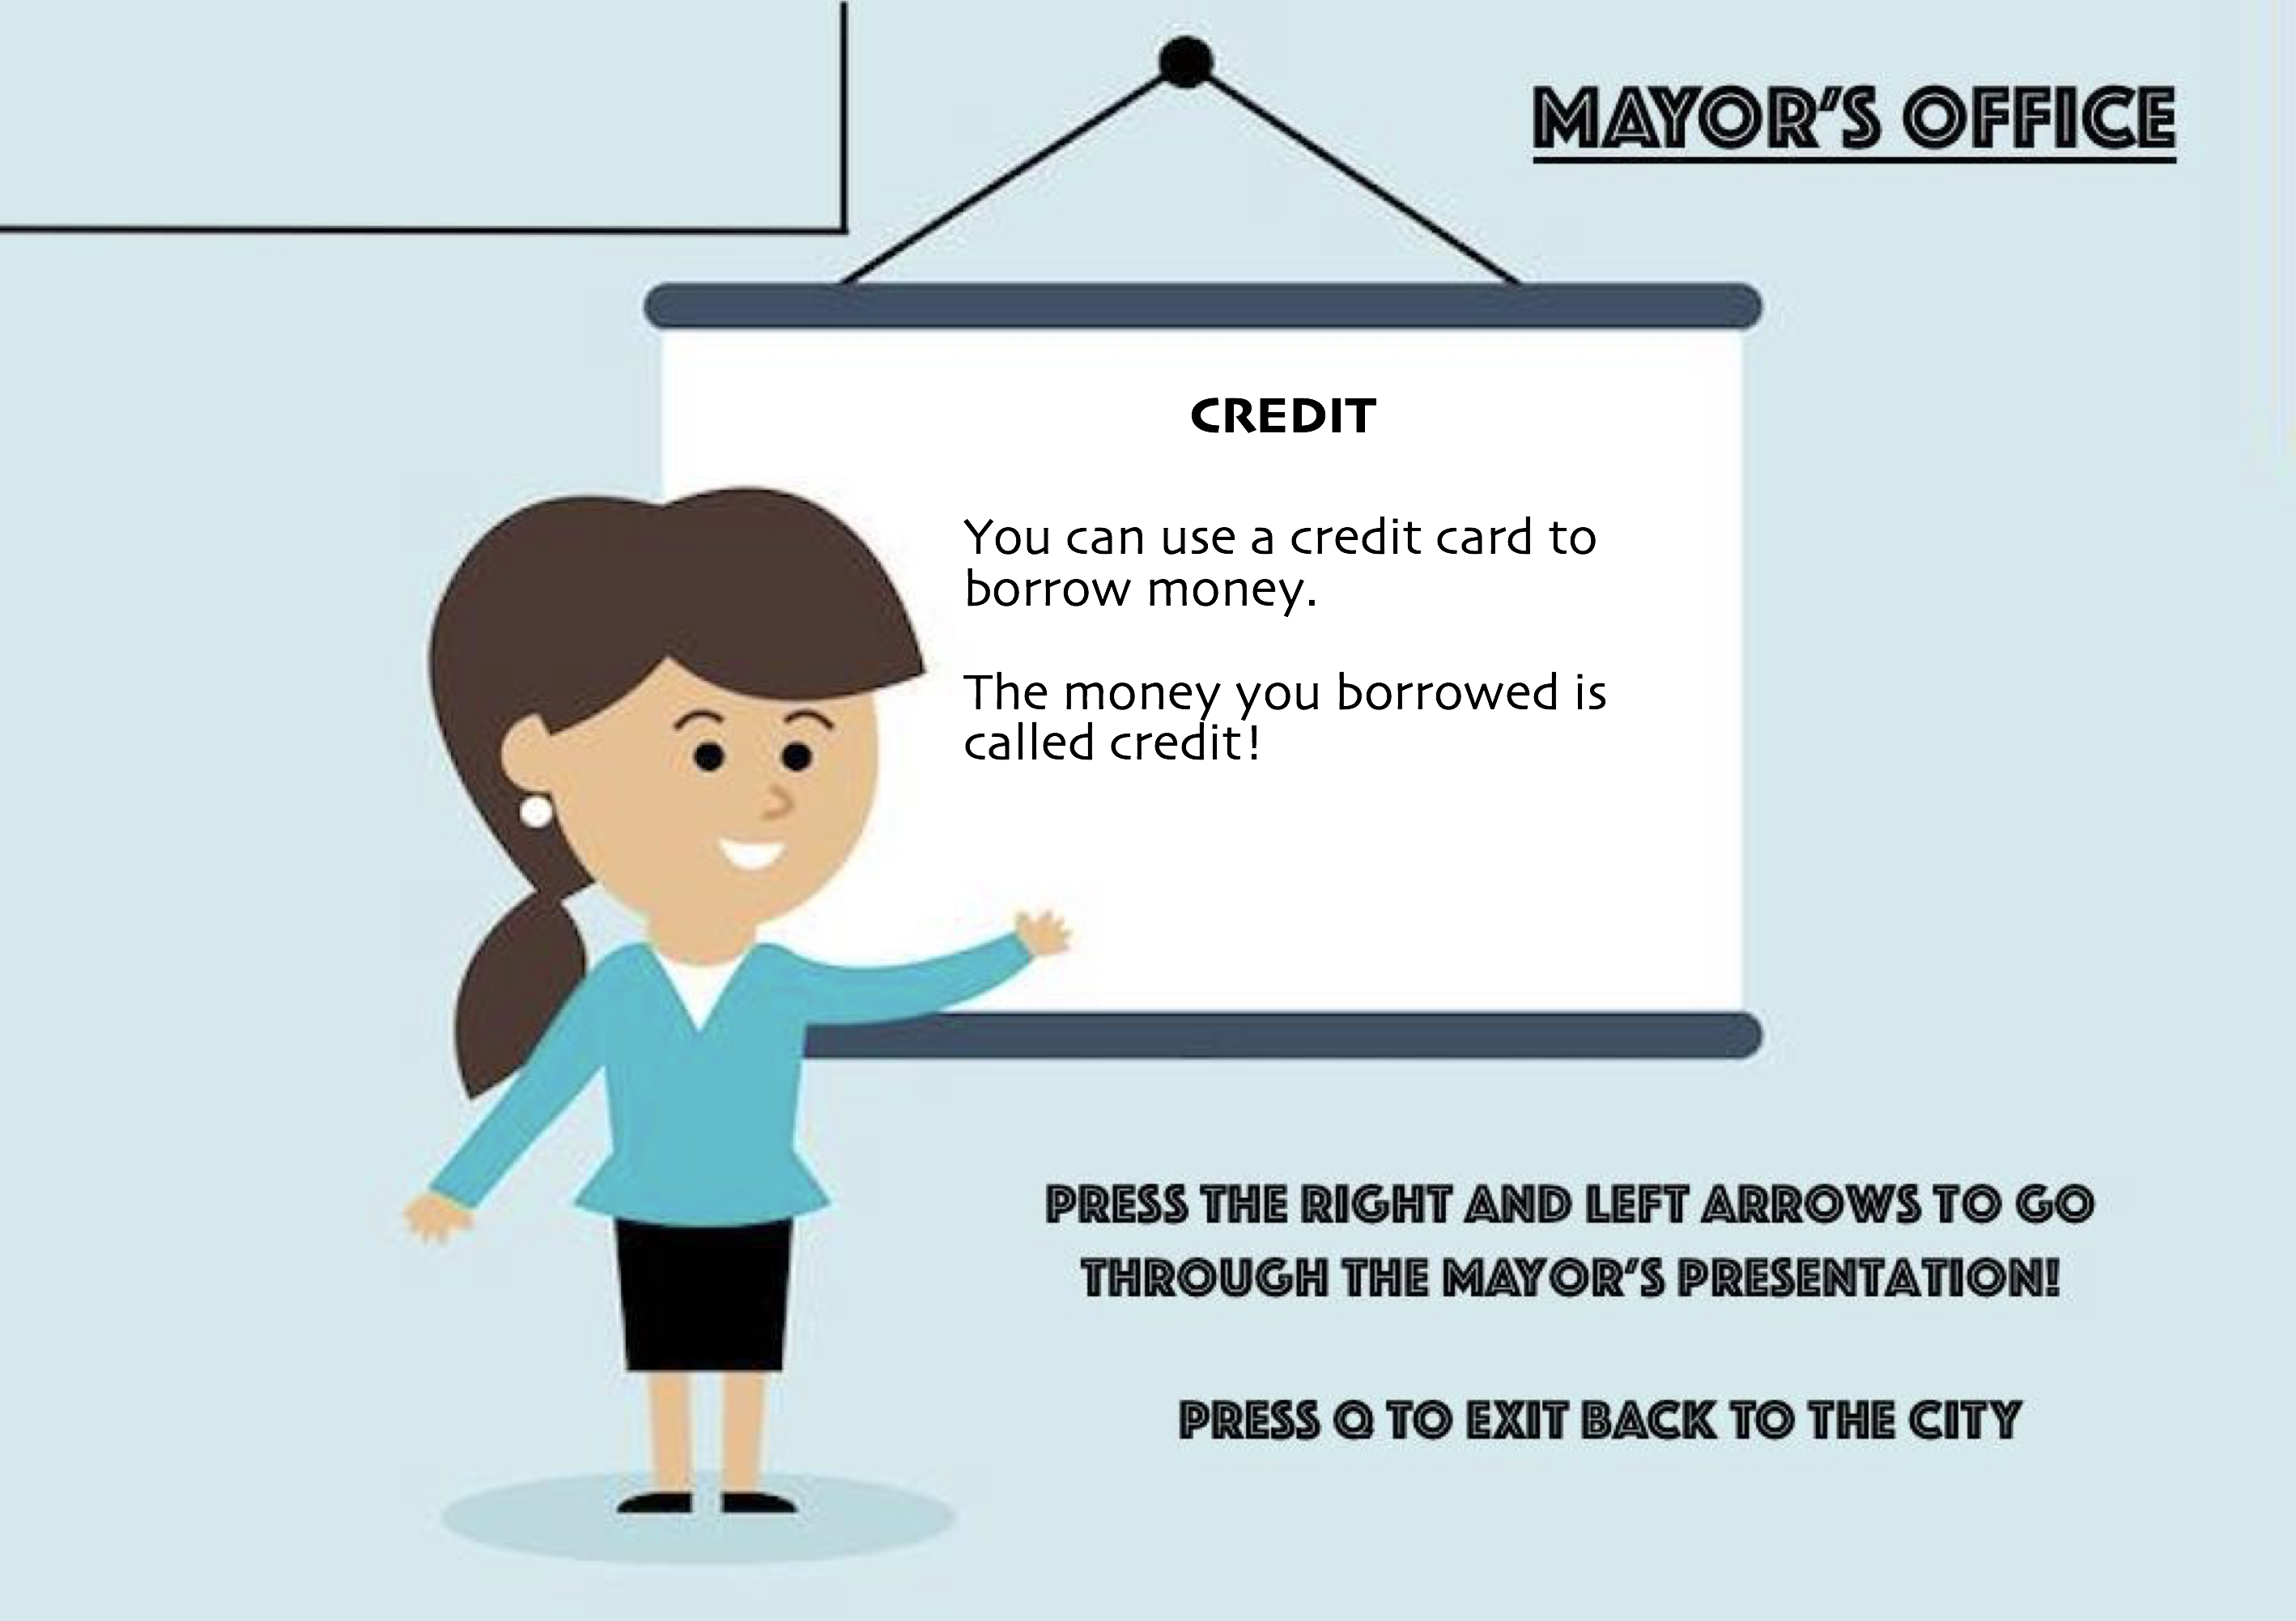 MAYOR'S OFFICE
CREDIT
You can use a credit card to
borrow money.
The money you borrowed is
called credit!
PRESS THE RIGHT AND LEFT ARROWS TO GO
THROUGH THE MAYOR'S PRESENTATION!
PRESS Q TO EXIT BACK TO THE CITY